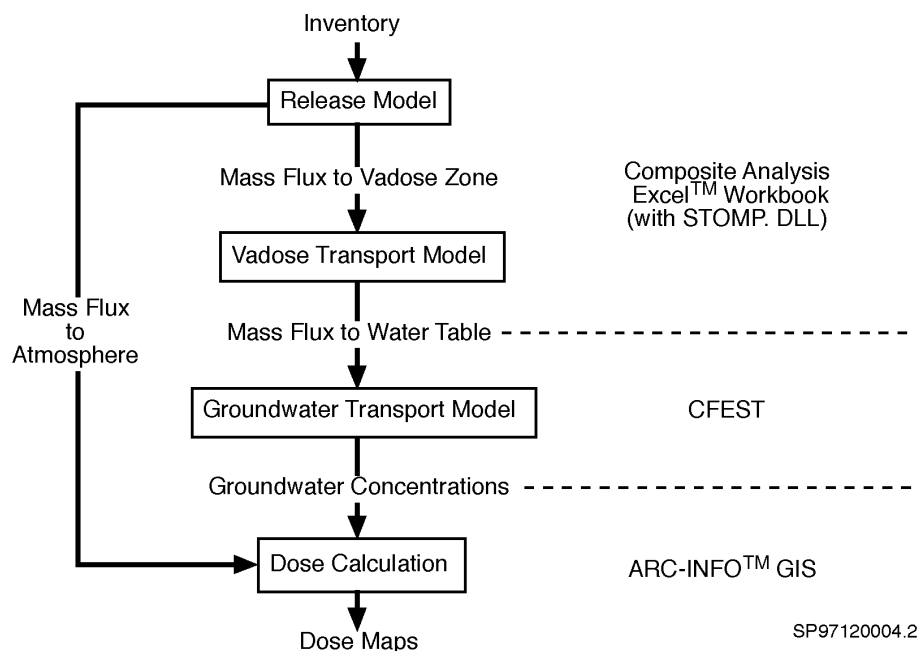 Inventory
Release Model
Mass Flux to Vadose Zone
Composite Analysis
Excel™ Workbook
(with STOMP. DLL)
Vadose Transport Model
Mass Flux
to
Atmosphere
Mass Flux to Water Table
Groundwater Transport Model
CFEST
Groundwater Concentrations
Dose Calculation
ARC-INFO™ GIS
Dose Maps
SP97120004.2